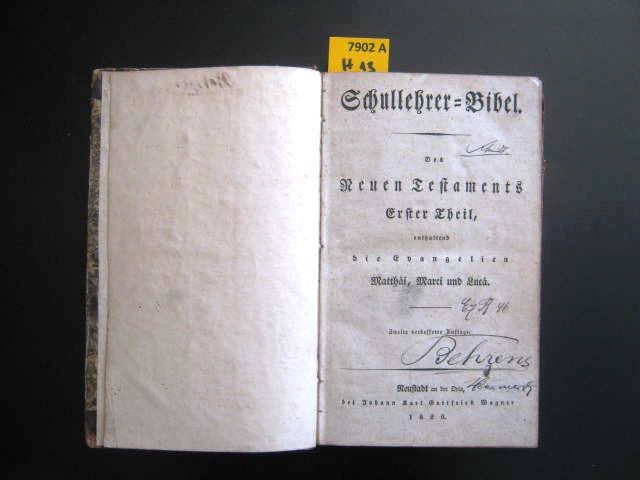 7902 A
H 13
Schullehrer=Bibel.
Des
Neuen Testaments
Erster Theil,
enthaltend
die Evangelien
Matthäi, Marci und Lucä.
Zweite verbesserte Auflage.
Behrens
Neustadt an der Orla,
bei Johann Karl Gottfried Wagner